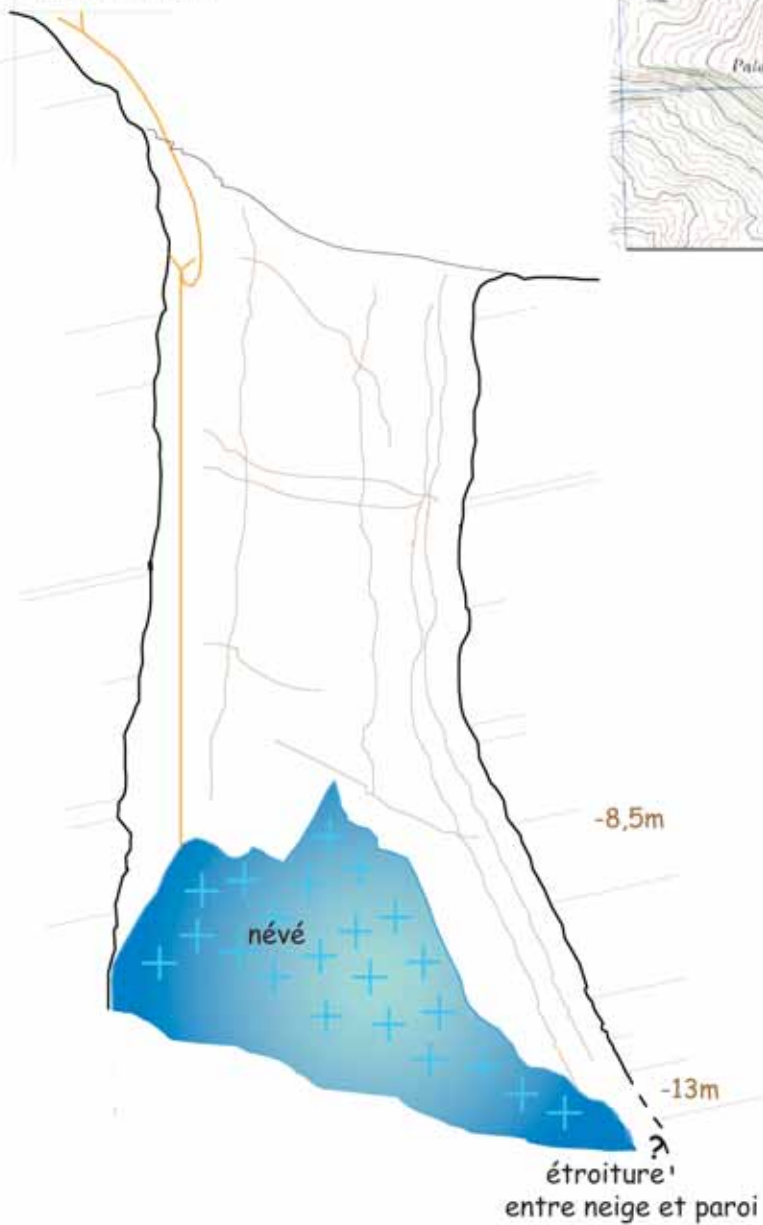 -8,5m
névé
-13m
?
étroiture
entre neige et paroi